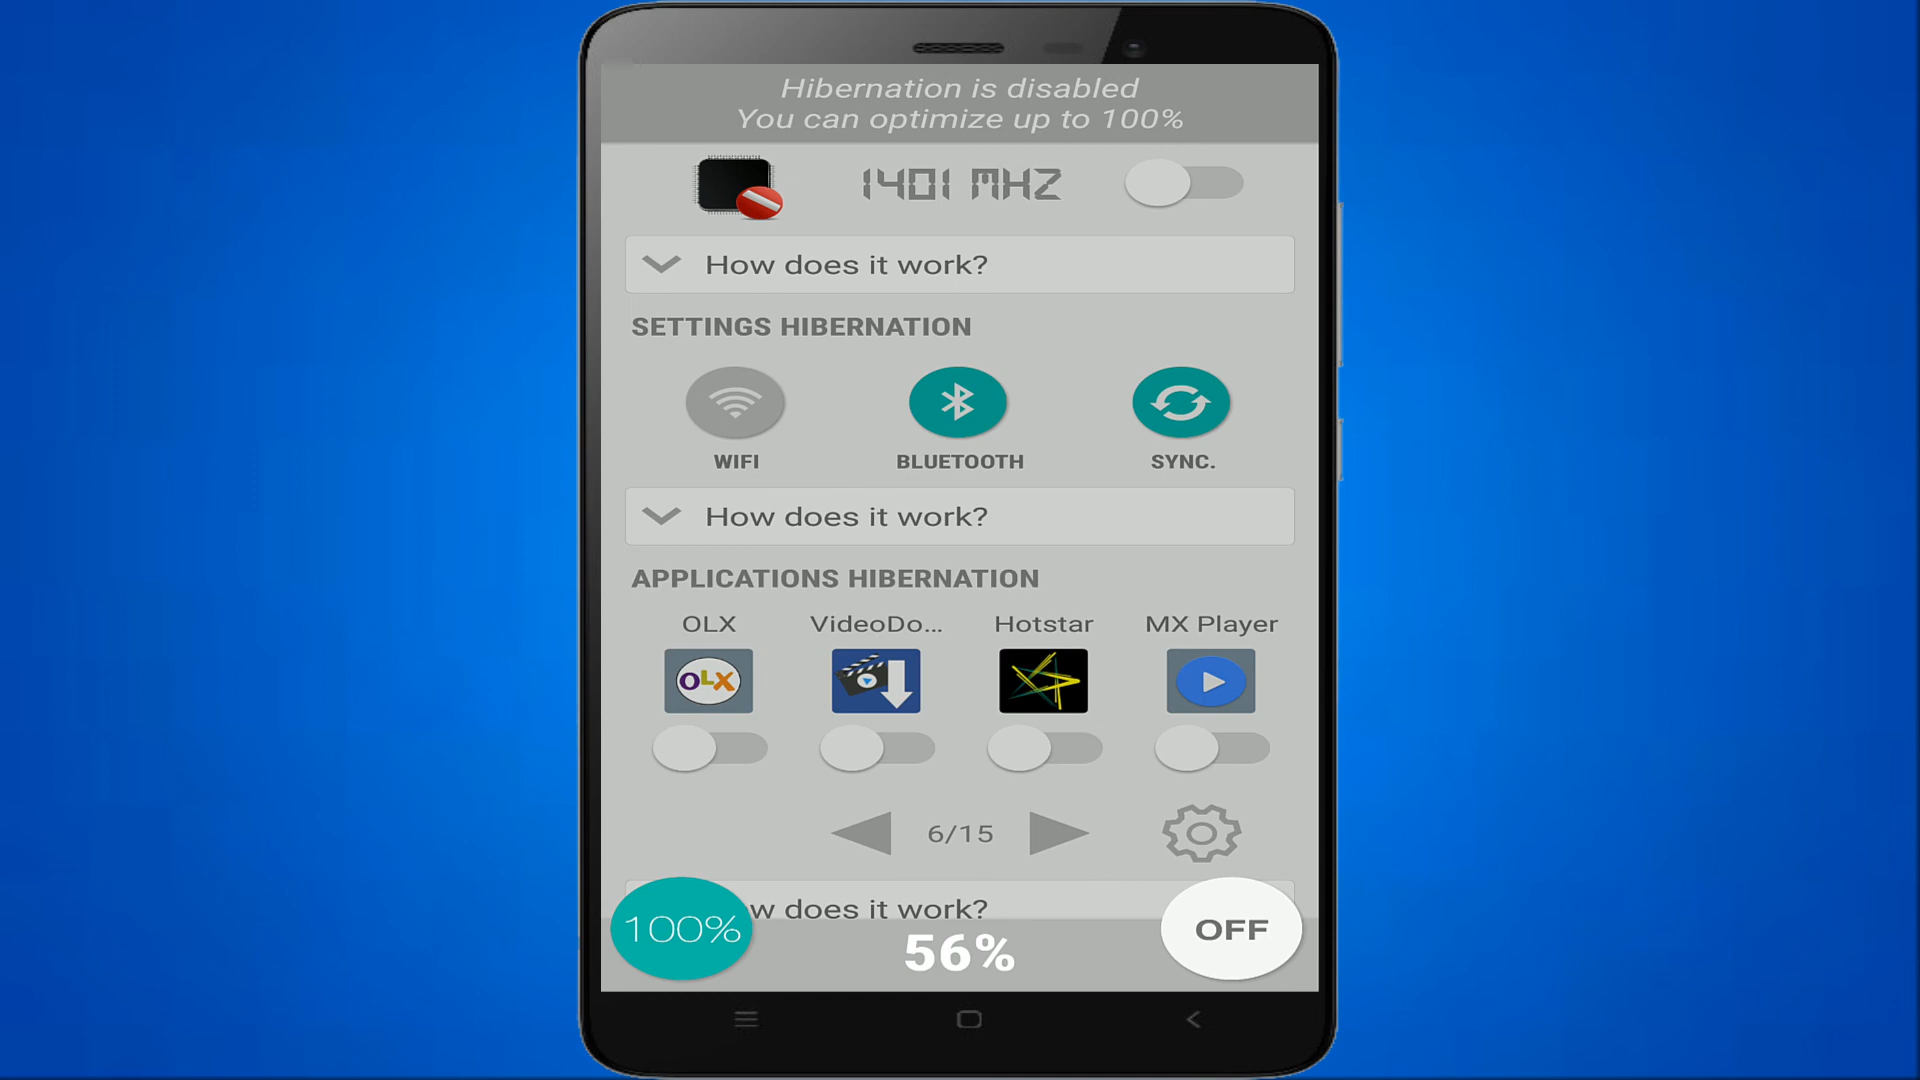 Hibernation is disabled
You can optimize up to 100%
1401 MHZ
How does it work?
SETTINGS HIBERNATION
WIFI BLUETOOTH SYNC.
How does it work?
APPLICATIONS HIBERNATION
OLX VideoDo... Hotstar MX Player
OLX
6/15
w does it work?
100% 56% OFF